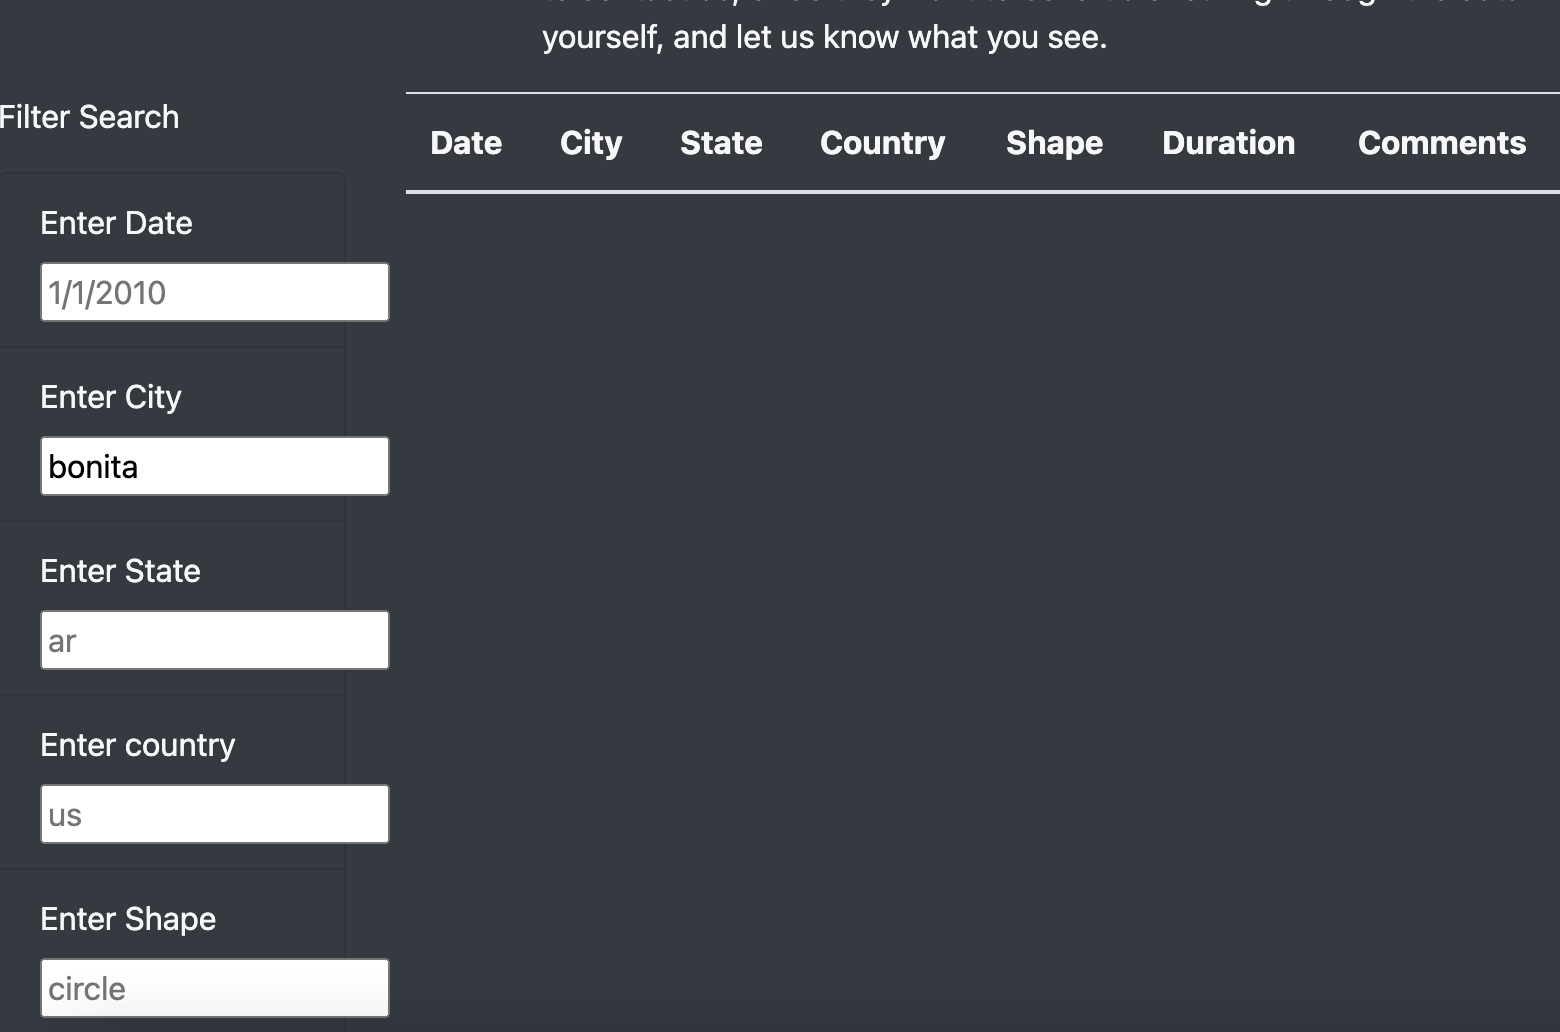 yourself, and let us know what you see.
Filter Search
Date City State Country Shape Duration Comments
Enter Date
1/1/2010
Enter City
bonita
Enter State
ar
Enter country
us
Enter Shape
circle